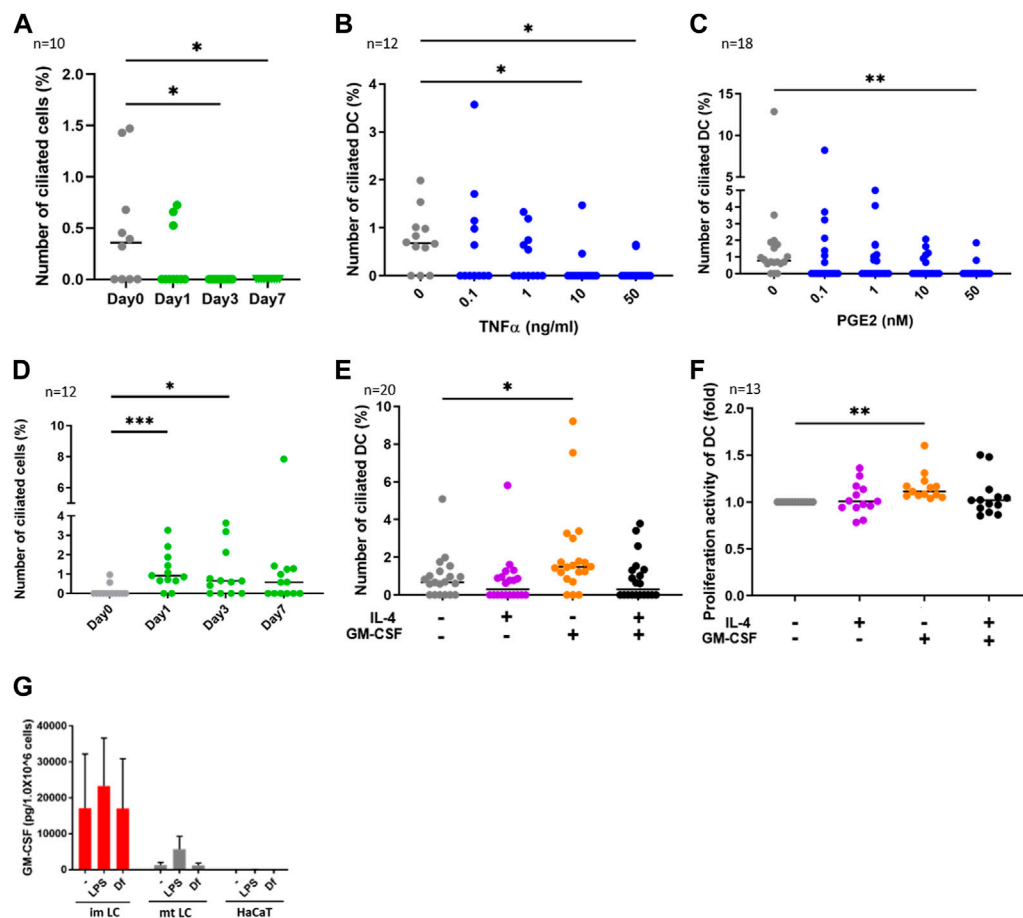 A
n=10
*
*
Number of ciliated cells (%)
2.0
1.5
1.0
0.5
0.0
Day0 Day1 Day3 Day7
B
n=12
*
*
Number of ciliated DC (%)
4
3
2
1
0
0 0.1 1 10 50
TNFα (ng/ml)
C
n=18
**
Number of ciliated DC (%)
15
10
5
5
4
3
2
1
0
0 0.1 1 10 50
PGE2 (nM)
D
n=12
*
***
Number of ciliated cells (%)
10
8
6
4
3
2
1
0
Day0 Day1 Day3 Day7
E
n=20
*
Number of ciliated DC (%)
10
8
6
4
2
0
IL-4 - + - +
GM-CSF - - + +
F
n=13
**
Proliferation activity of DC (fold)
2.0
1.5
1.0
0.5
0.0
- + - +
- - + +
G
GM-CSF (pg/1.0X10^6 cells)
40000
30000
20000
10000
0
- LPS Df - LPS Df - LPS Df
im LC mt LC HaCaT